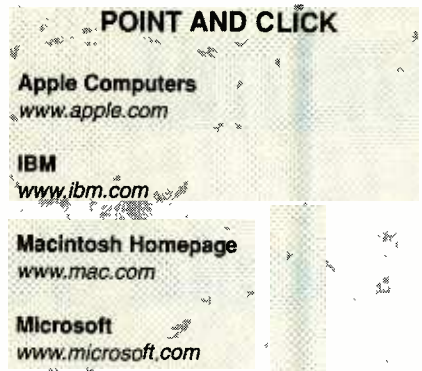 POINT AND CLICK
Apple Computers
www.apple.com
IBM
www.ibm.com
Macintosh Homepage
www.mac.com
Microsoft
www.microsoft.com